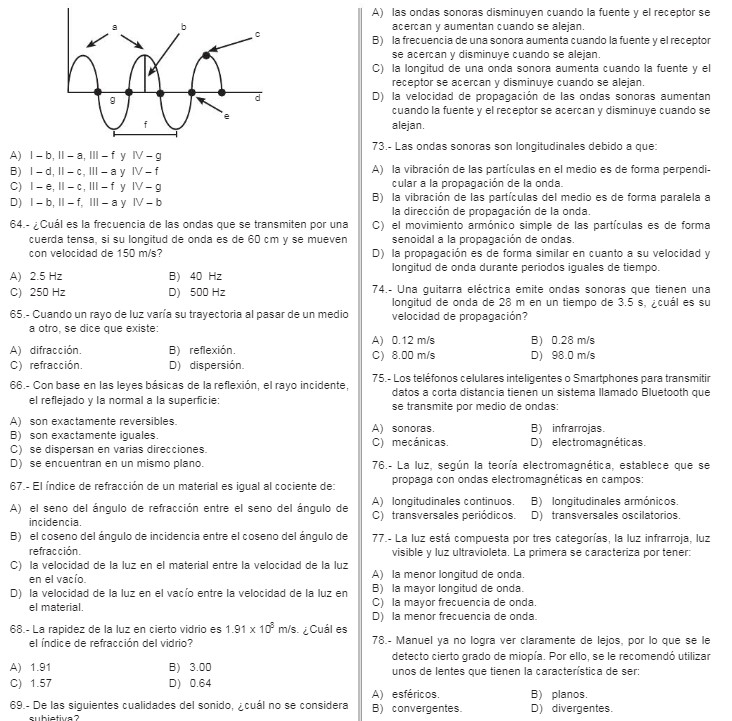 a
b
c
g
d
e
f
A) I – b, II – a, III – f y IV – g
B) I – d, II – c, III – a y IV – f
C) I – e, II – c, III – f y IV – g
D) I – b, II – f, III – a y IV – b
64.- ¿Cuál es la frecuencia de las ondas que se transmiten por una
cuerda tensa, si su longitud de onda es de 60 cm y se mueven
con velocidad de 150 m/s?
A) 2.5 Hz B) 40 Hz
C) 250 Hz D) 500 Hz
65.- Cuando un rayo de luz varía su trayectoria al pasar de un medio
a otro, se dice que existe:
A) difracción. B) reflexión.
C) refracción. D) dispersión.
66.- Con base en las leyes básicas de la reflexión, el rayo incidente,
el reflejado y la normal a la superficie:
A) son exactamente reversibles.
B) son exactamente iguales.
C) se dispersan en varias direcciones.
D) se encuentran en un mismo plano.
67.- El índice de refracción de un material es igual al cociente de:
A) el seno del ángulo de refracción entre el seno del ángulo de
incidencia.
B) el coseno del ángulo de incidencia entre el coseno del ángulo de
refracción.
C) la velocidad de la luz en el material entre la velocidad de la luz
en el vacío.
D) la velocidad de la luz en el vacío entre la velocidad de la luz en
el material.
68.- La rapidez de la luz en cierto vidrio es 1.91 x 10⁸ m/s. ¿Cuál es
el índice de refracción del vidrio?
A) 1.91 B) 3.00
C) 1.57 D) 0.64
69.- De las siguientes cualidades del sonido, ¿cuál no se considera
subjetiva?
A) las ondas sonoras disminuyen cuando la fuente y el receptor se
acercan y aumentan cuando se alejan.
B) la frecuencia de una sonora aumenta cuando la fuente y el receptor
se acercan y disminuye cuando se alejan.
C) la longitud de una onda sonora aumenta cuando la fuente y el
receptor se acercan y disminuye cuando se alejan.
D) la velocidad de propagación de las ondas sonoras aumentan
cuando la fuente y el receptor se acercan y disminuye cuando se
alejan.
73.- Las ondas sonoras son longitudinales debido a que:
A) la vibración de las partículas en el medio es de forma perpendi-
cular a la propagación de la onda.
B) la vibración de las partículas del medio es de forma paralela a
la dirección de propagación de la onda.
C) el movimiento armónico simple de las partículas es de forma
senoidal a la propagación de ondas.
D) la propagación es de forma similar en cuanto a su velocidad y
longitud de onda durante periodos iguales de tiempo.
74.- Una guitarra eléctrica emite ondas sonoras que tienen una
longitud de onda de 28 m en un tiempo de 3.5 s, ¿cuál es su
velocidad de propagación?
A) 0.12 m/s B) 0.28 m/s
C) 8.00 m/s D) 98.0 m/s
75.- Los teléfonos celulares inteligentes o Smartphones para transmitir
datos a corta distancia tienen un sistema llamado Bluetooth que
se transmite por medio de ondas:
A) sonoras. B) infrarrojas.
C) mecánicas. D) electromagnéticas.
76.- La luz, según la teoría electromagnética, establece que se
propaga con ondas electromagnéticas en campos:
A) longitudinales continuos. B) longitudinales armónicos.
C) transversales periódicos. D) transversales oscilatorios.
77.- La luz está compuesta por tres categorías, la luz infrarroja, luz
visible y luz ultravioleta. La primera se caracteriza por tener:
A) la menor longitud de onda.
B) la mayor longitud de onda.
C) la mayor frecuencia de onda.
D) la menor frecuencia de onda.
78.- Manuel ya no logra ver claramente de lejos, por lo que se le
detecto cierto grado de miopía. Por ello, se le recomendó utilizar
unos de lentes que tienen la característica de ser:
A) esféricos. B) planos.
B) convergentes. D) divergentes.